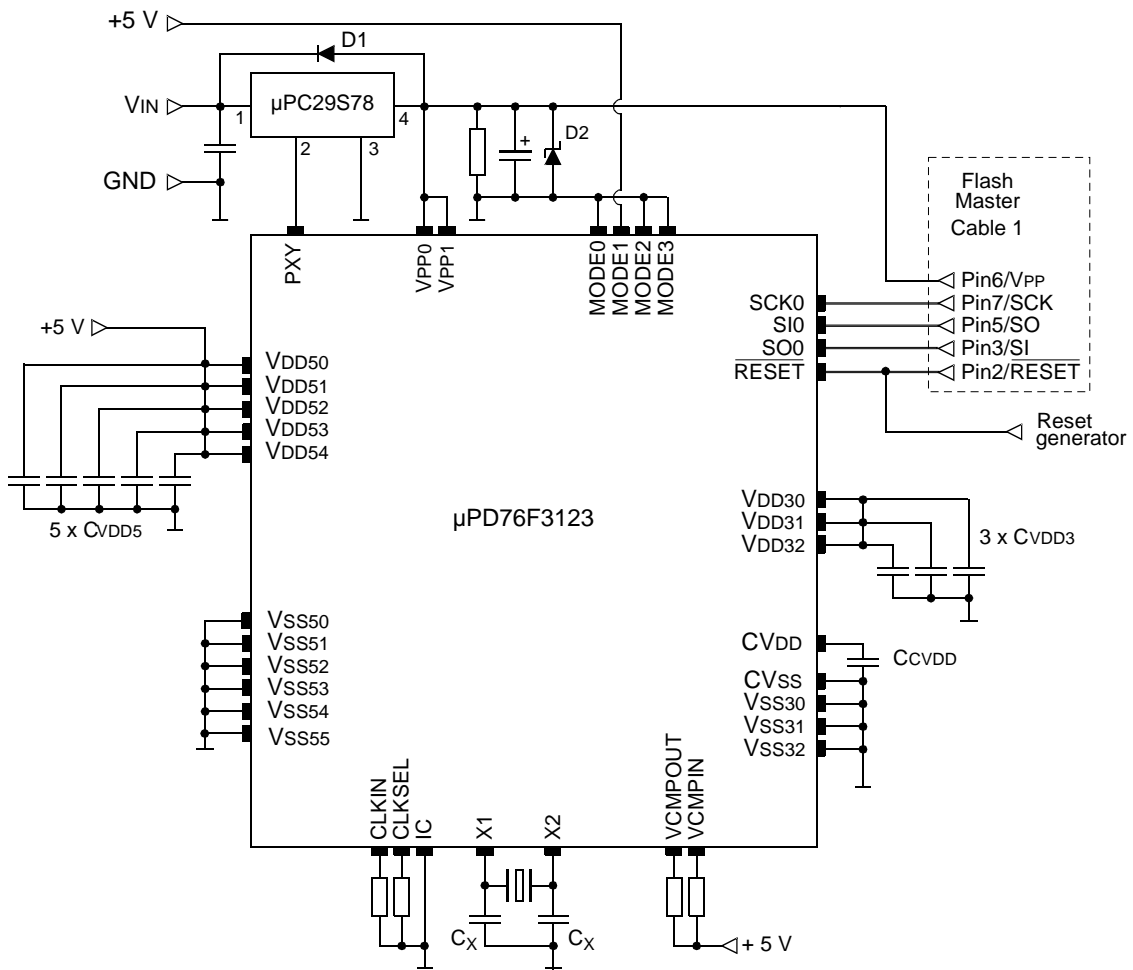 +5 V
D1
VIN
µPC29S78
1
4
2
3
+
D2
GND
Flash
Master
Cable 1
PXY
VPP0
VPP1
MODE0
MODE1
MODE2
MODE3
Pin6/VPP
SCK0
Pin7/SCK
SI0
Pin5/SO
SO0
Pin3/SI
RESET
Pin2/RESET
Reset
generator
+5 V
VDD50
VDD51
VDD52
VDD53
VDD54
5 x CVDD5
µPD76F3123
VDD30
VDD31
VDD32
3 x CVDD3
VSS50
VSS51
VSS52
VSS53
VSS54
VSS55
CVDD
CCVDD
CVSS
VSS30
VSS31
VSS32
CLKIN
CLKSEL
IC
X1
X2
VCMPOUT
VCMPIN
CX
CX
+ 5 V